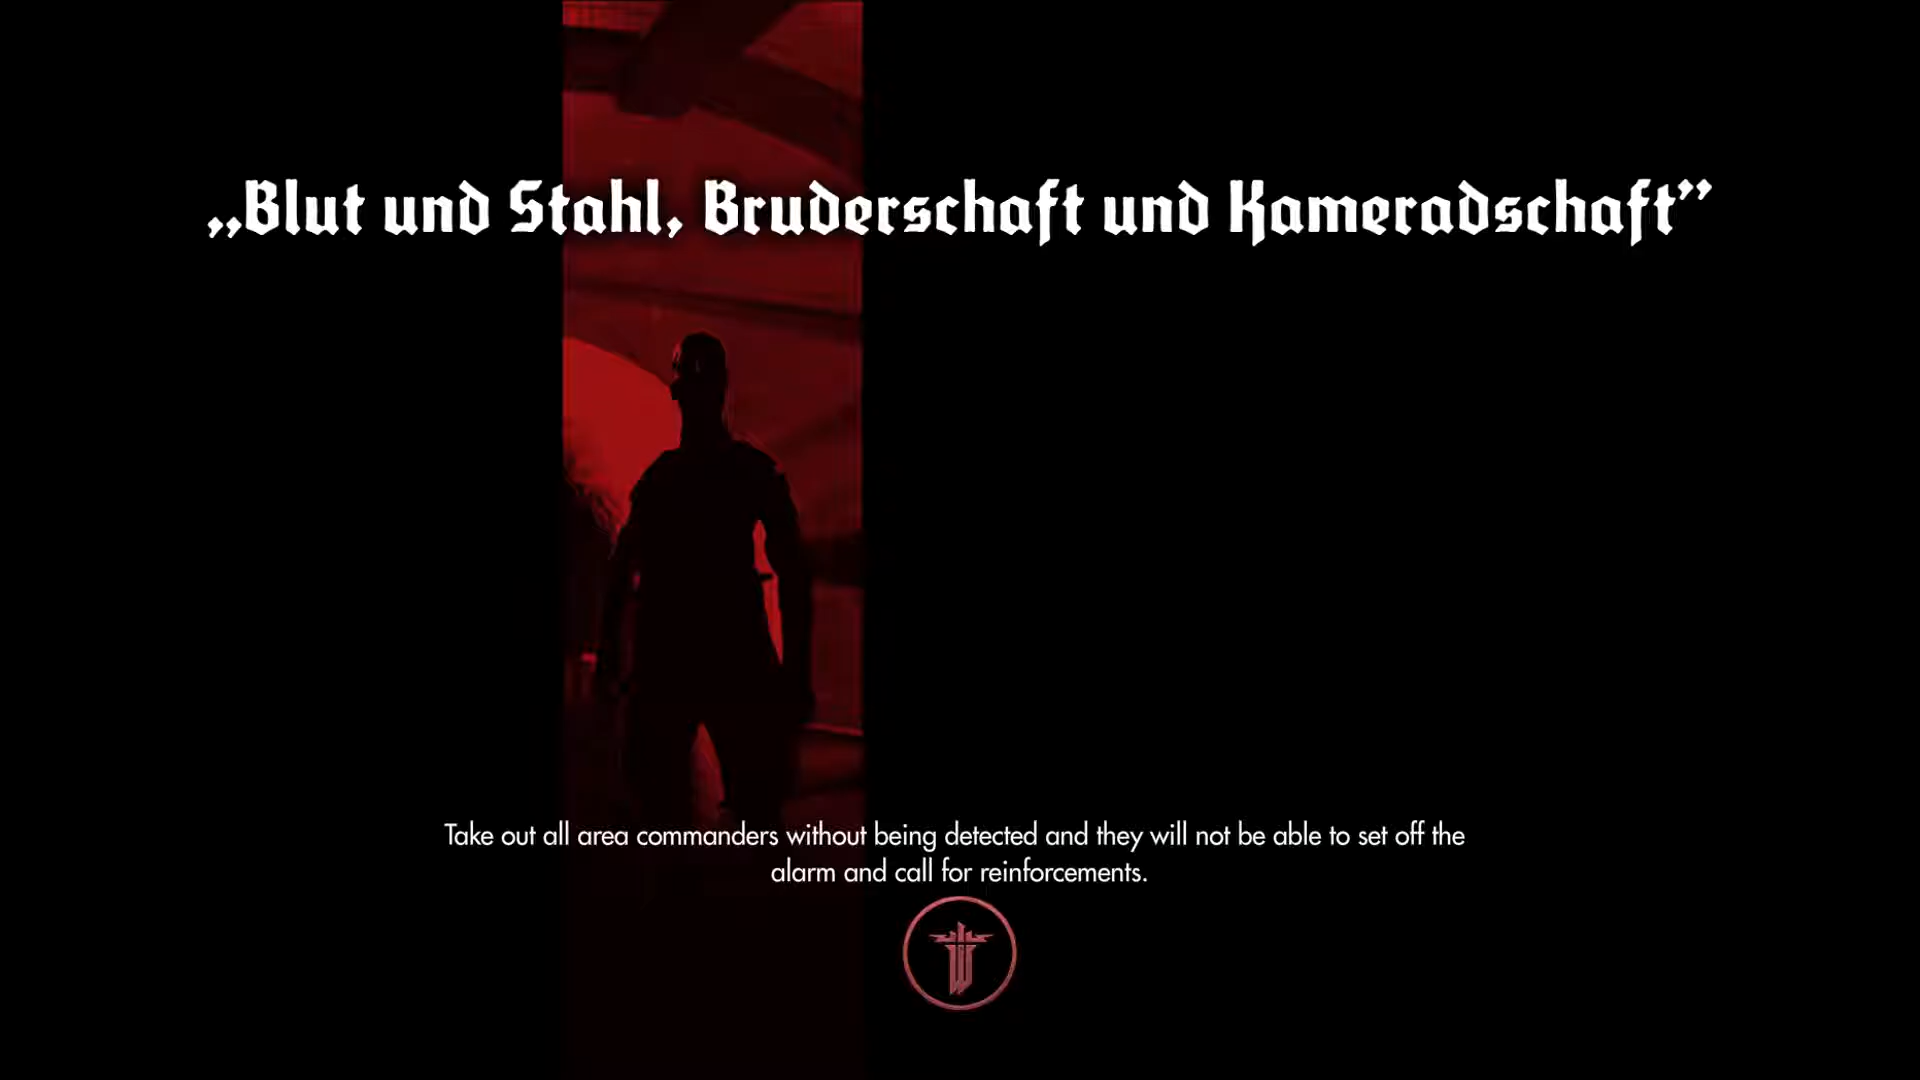 „Blut und Stahl, Bruderschaft und Kameradschaft”
Take out all area commanders without being detected and they will not be able to set off the
alarm and call for reinforcements.